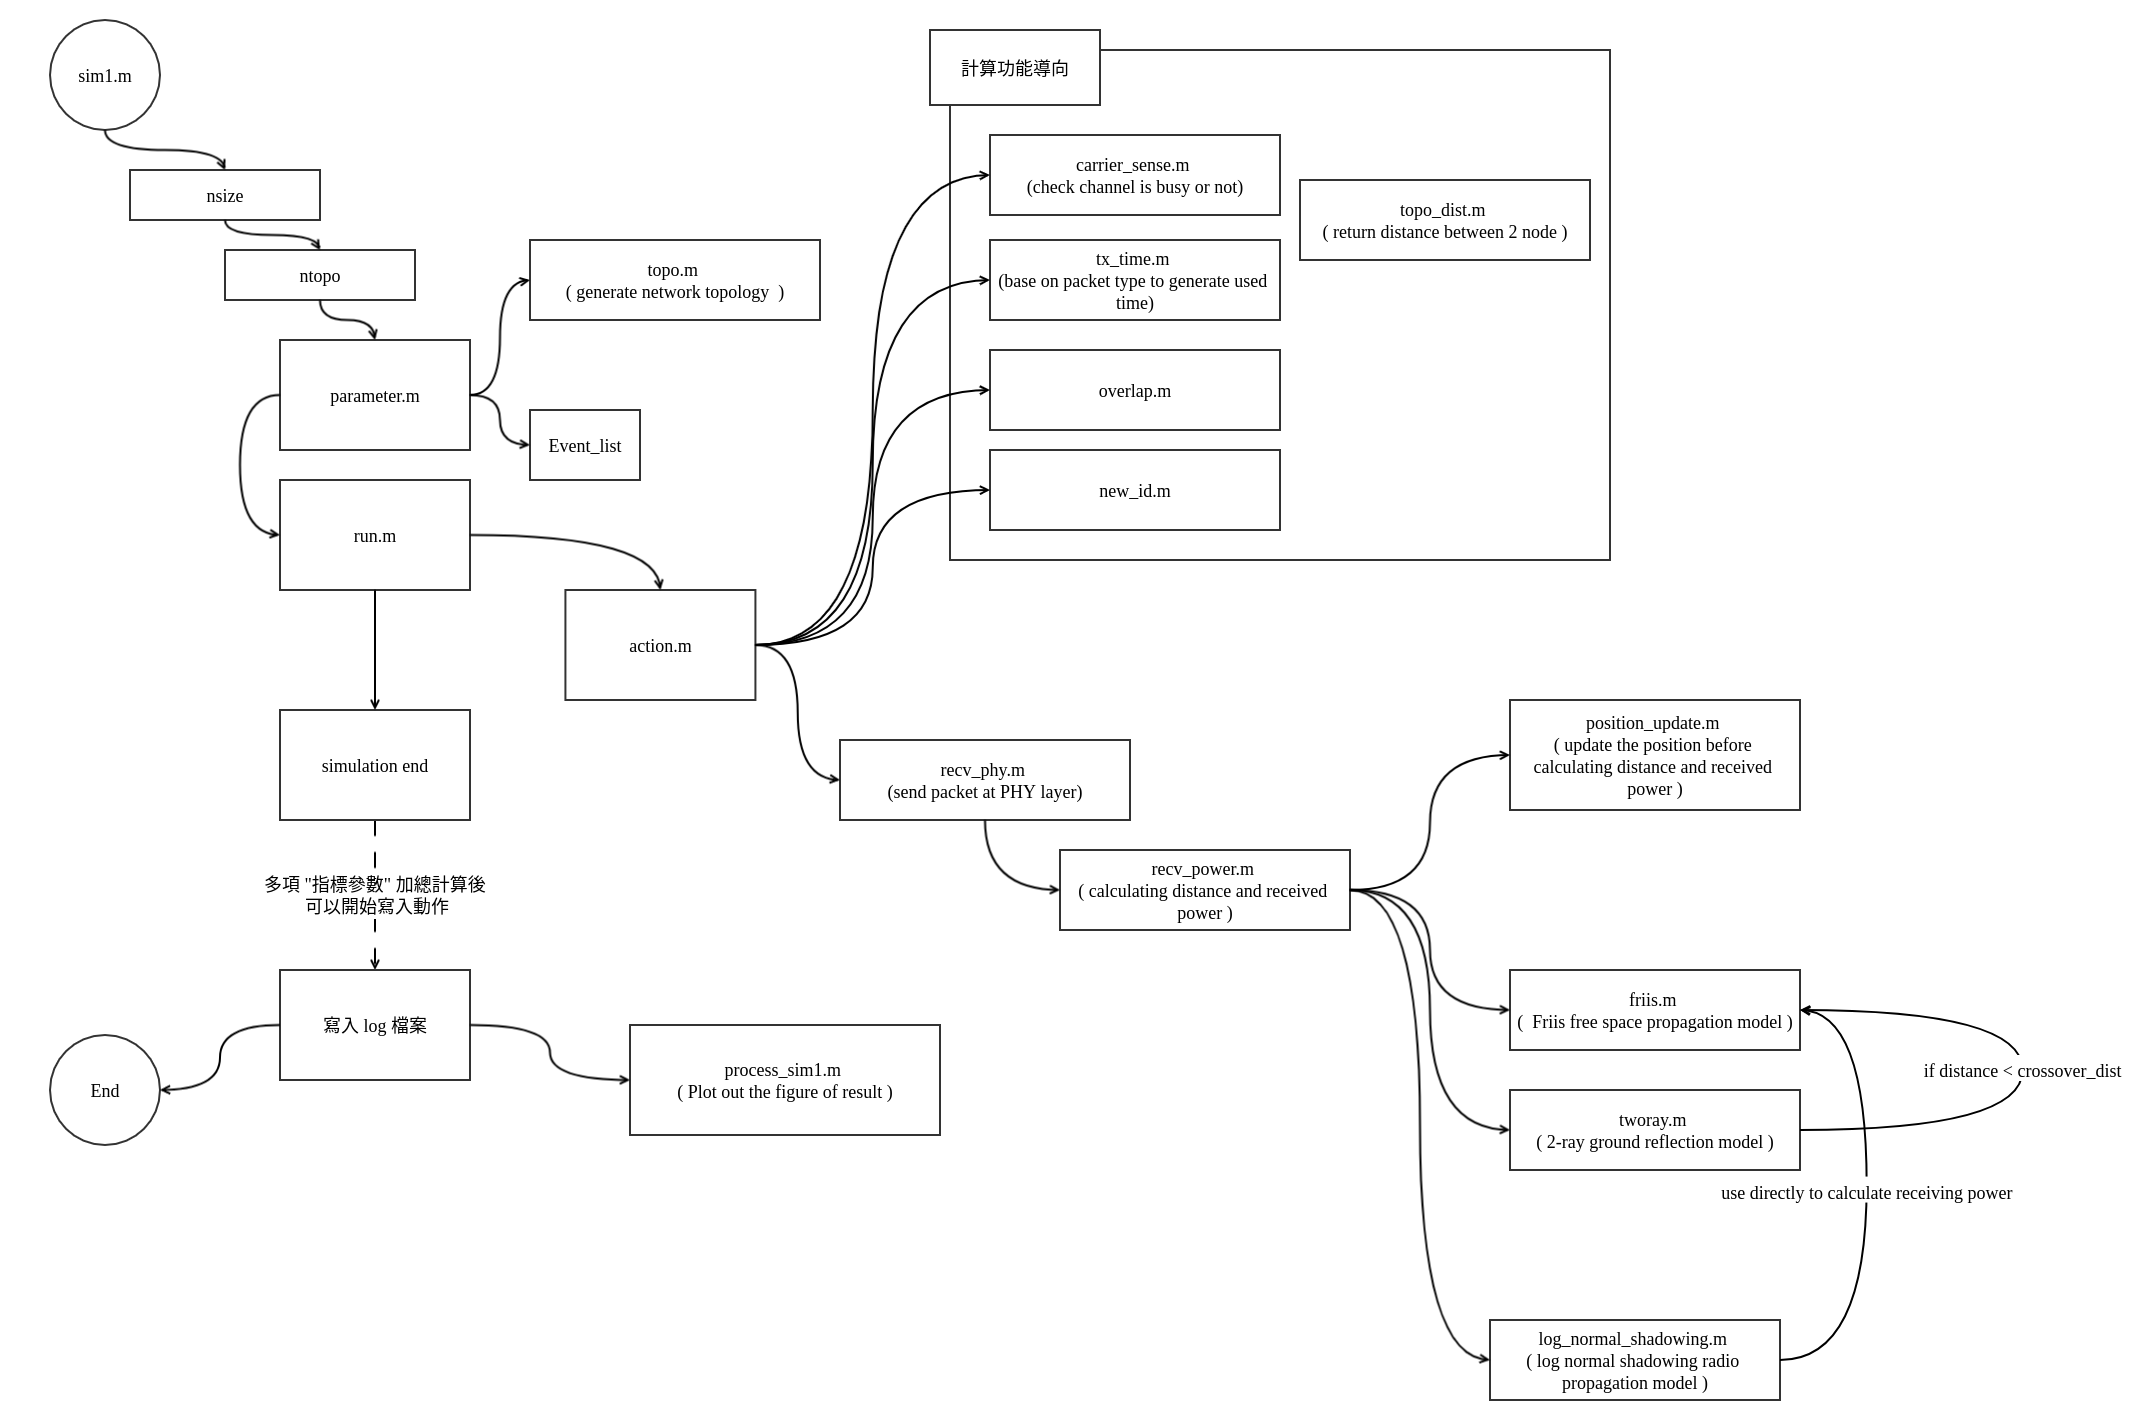 sim1.m
計算功能導向
nsize
ntopo
carrier_sense.m
(check channel is busy or not)
topo_dist.m
( return distance between 2 node )
topo.m
( generate network topology  )
tx_time.m
(base on packet type to generate used
time)
parameter.m
overlap.m
Event_list
new_id.m
run.m
action.m
simulation end
recv_phy.m
(send packet at PHY layer)
position_update.m
( update the position before
calculating distance and received
power )
recv_power.m
( calculating distance and received
power )
多項 "指標參數" 加總計算後
可以開始寫入動作
寫入 log 檔案
friis.m
(  Friis free space propagation model )
if distance < crossover_dist
End
process_sim1.m
( Plot out the figure of result )
tworay.m
( 2-ray ground reflection model )
use directly to calculate receiving power
log_normal_shadowing.m
( log normal shadowing radio
propagation model )